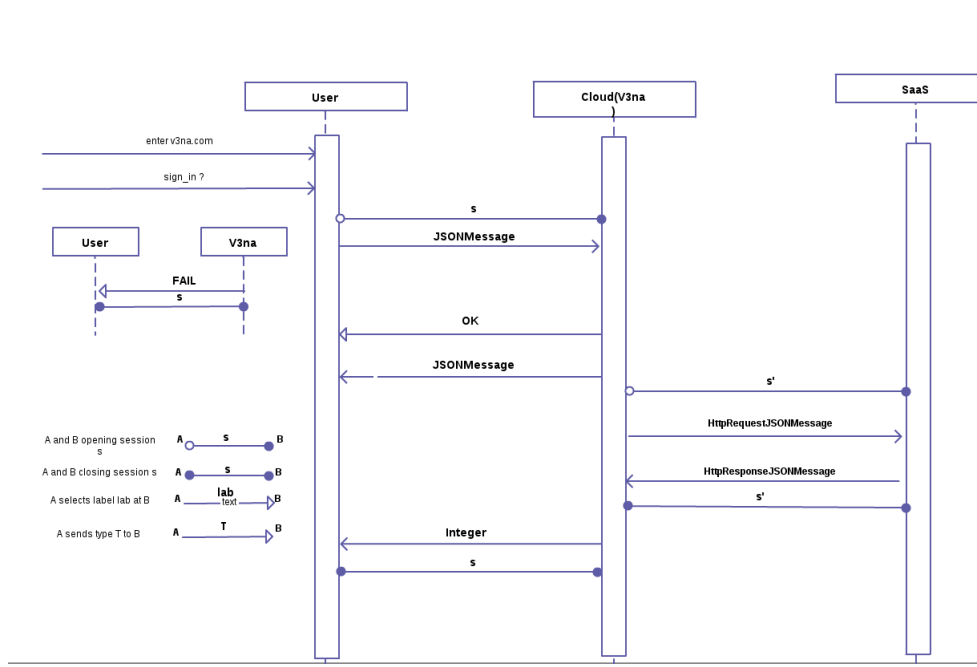 SaaS
User
Cloud(V3na
)
enter v3na.com
sign_in ?
s
JSONMessage
User
V3na
FAIL
s
OK
JSONMessage
s'
HttpRequestJSONMessage
A and B opening session
s
A
s
B
A and B closing session s
A
s
B
HttpResponseJSONMessage
s'
A selects label lab at B
A
lab
text
B
A sends type T to B
A
T
B
Integer
s